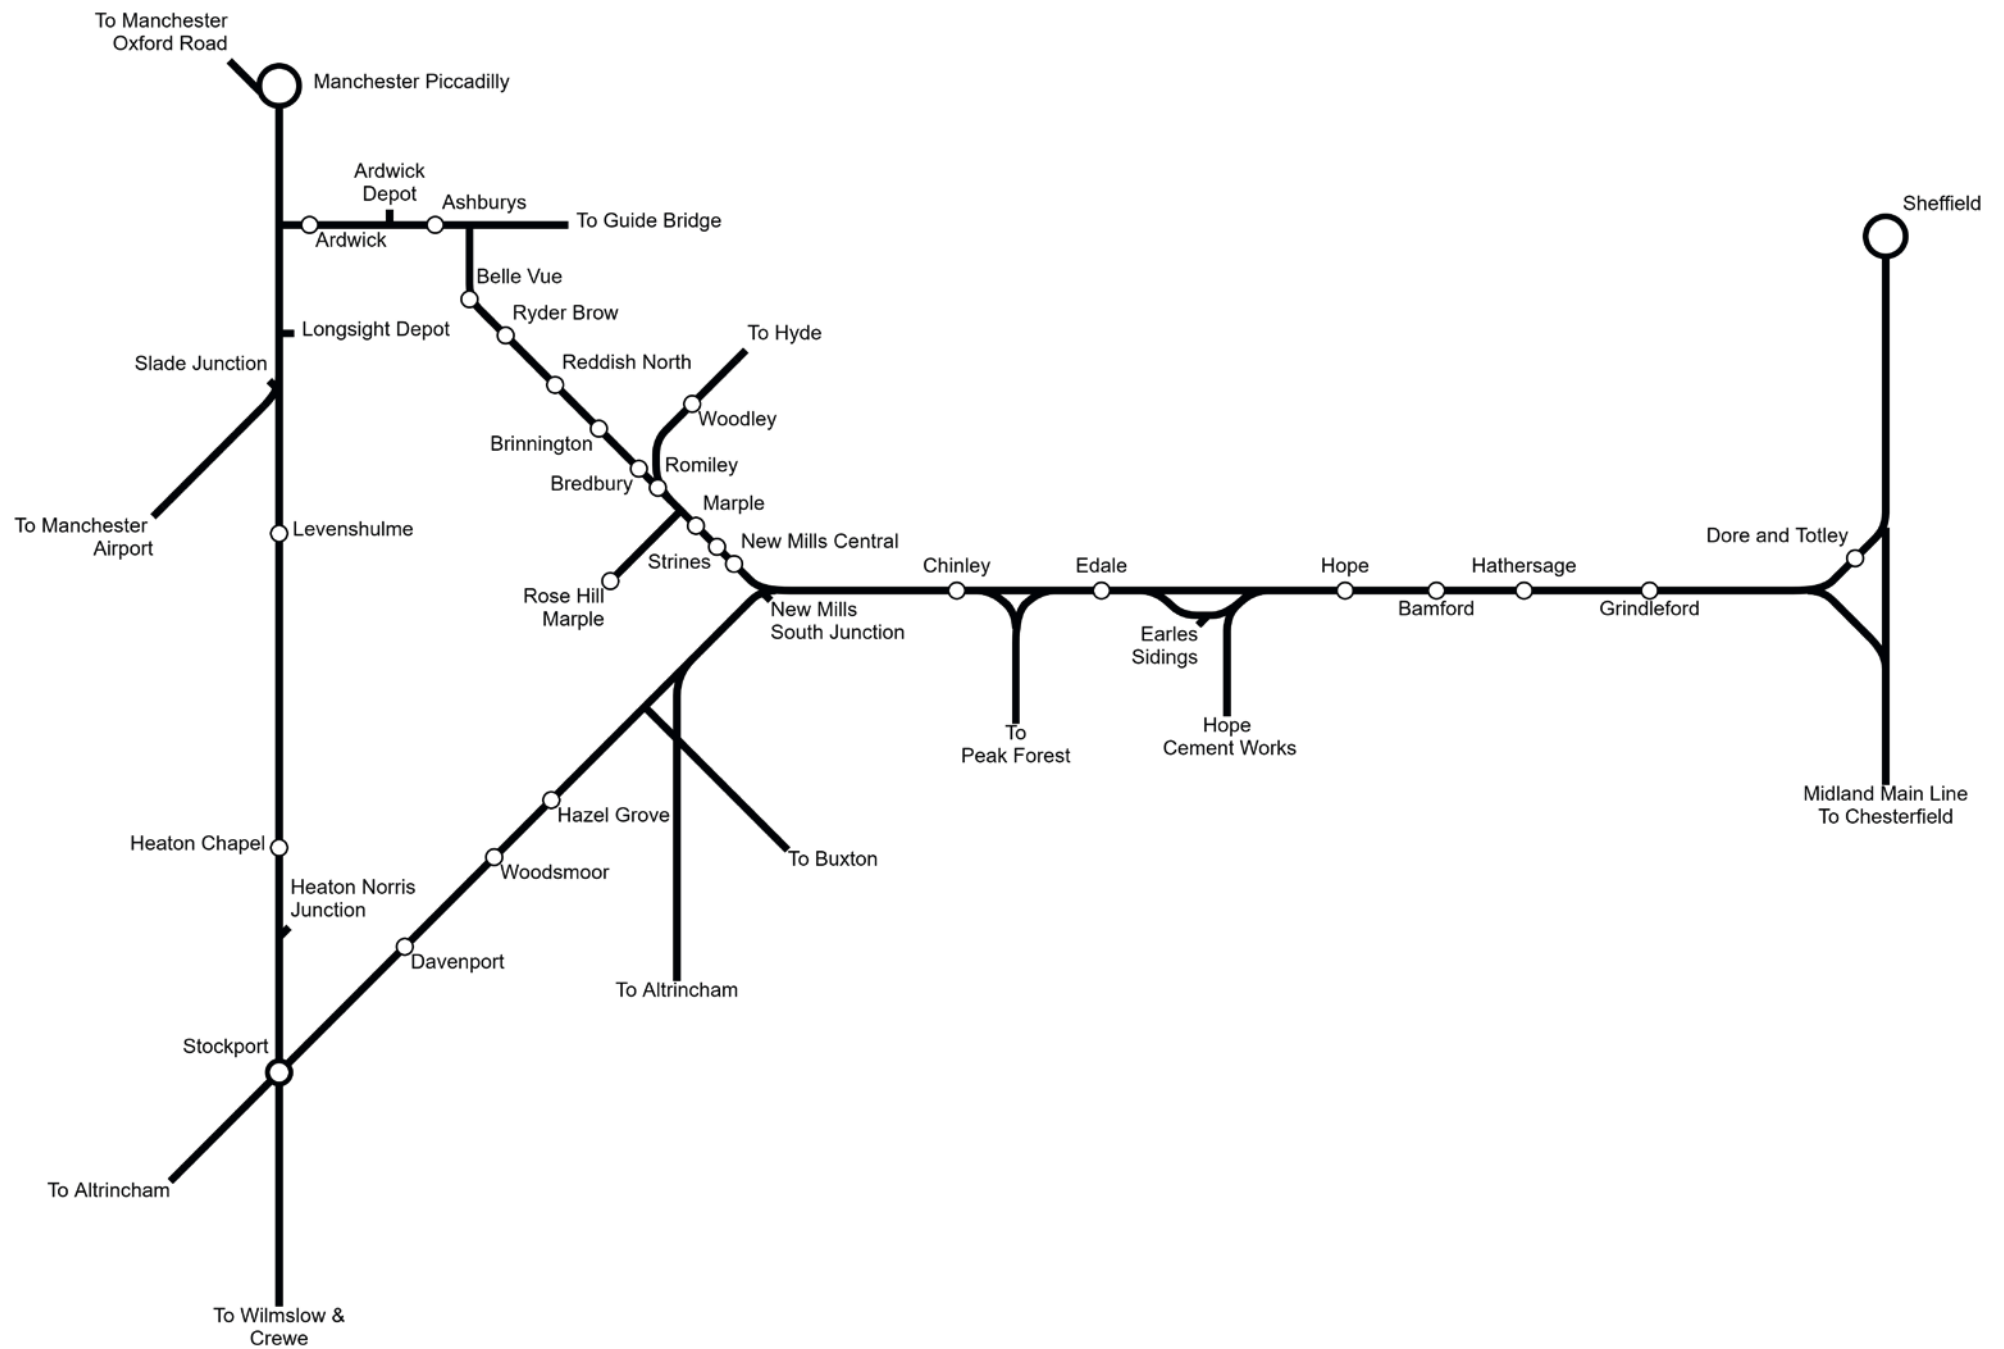 To Manchester
Oxford Road
Manchester Piccadilly
Ardwick
Depot
Ashburys
To Guide Bridge
Ardwick
Sheffield
Belle Vue
Ryder Brow
Longsight Depot
To Hyde
Slade Junction
Reddish North
Woodley
Brinnington
Romiley
Bredbury
Marple
To Manchester
Airport
Levenshulme
New Mills Central
Strines
Dore and Totley
Chinley
Edale
Hope
Hathersage
Rose Hill
Marple
New Mills
South Junction
Bamford
Grindleford
Earles
Sidings
To
Peak Forest
Hope
Cement Works
Midland Main Line
To Chesterfield
Hazel Grove
Heaton Chapel
To Buxton
Woodsmoor
Heaton Norris
Junction
Davenport
To Altrincham
Stockport
To Altrincham
To Wilmslow &
Crewe